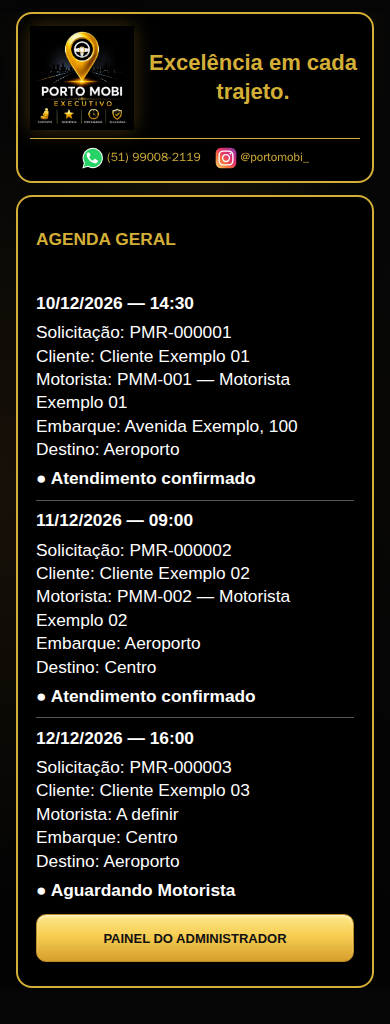 PORTO MOBI
EXECUTIVO
Excelência em cada
trajeto.
(51) 99008-2119 @portomobi_
AGENDA GERAL
10/12/2026 — 14:30
Solicitação: PMR-000001
Cliente: Cliente Exemplo 01
Motorista: PMM-001 — Motorista
Exemplo 01
Embarque: Avenida Exemplo, 100
Destino: Aeroporto
● Atendimento confirmado
11/12/2026 — 09:00
Solicitação: PMR-000002
Cliente: Cliente Exemplo 02
Motorista: PMM-002 — Motorista
Exemplo 02
Embarque: Aeroporto
Destino: Centro
● Atendimento confirmado
12/12/2026 — 16:00
Solicitação: PMR-000003
Cliente: Cliente Exemplo 03
Motorista: A definir
Embarque: Centro
Destino: Aeroporto
● Aguardando Motorista
PAINEL DO ADMINISTRADOR